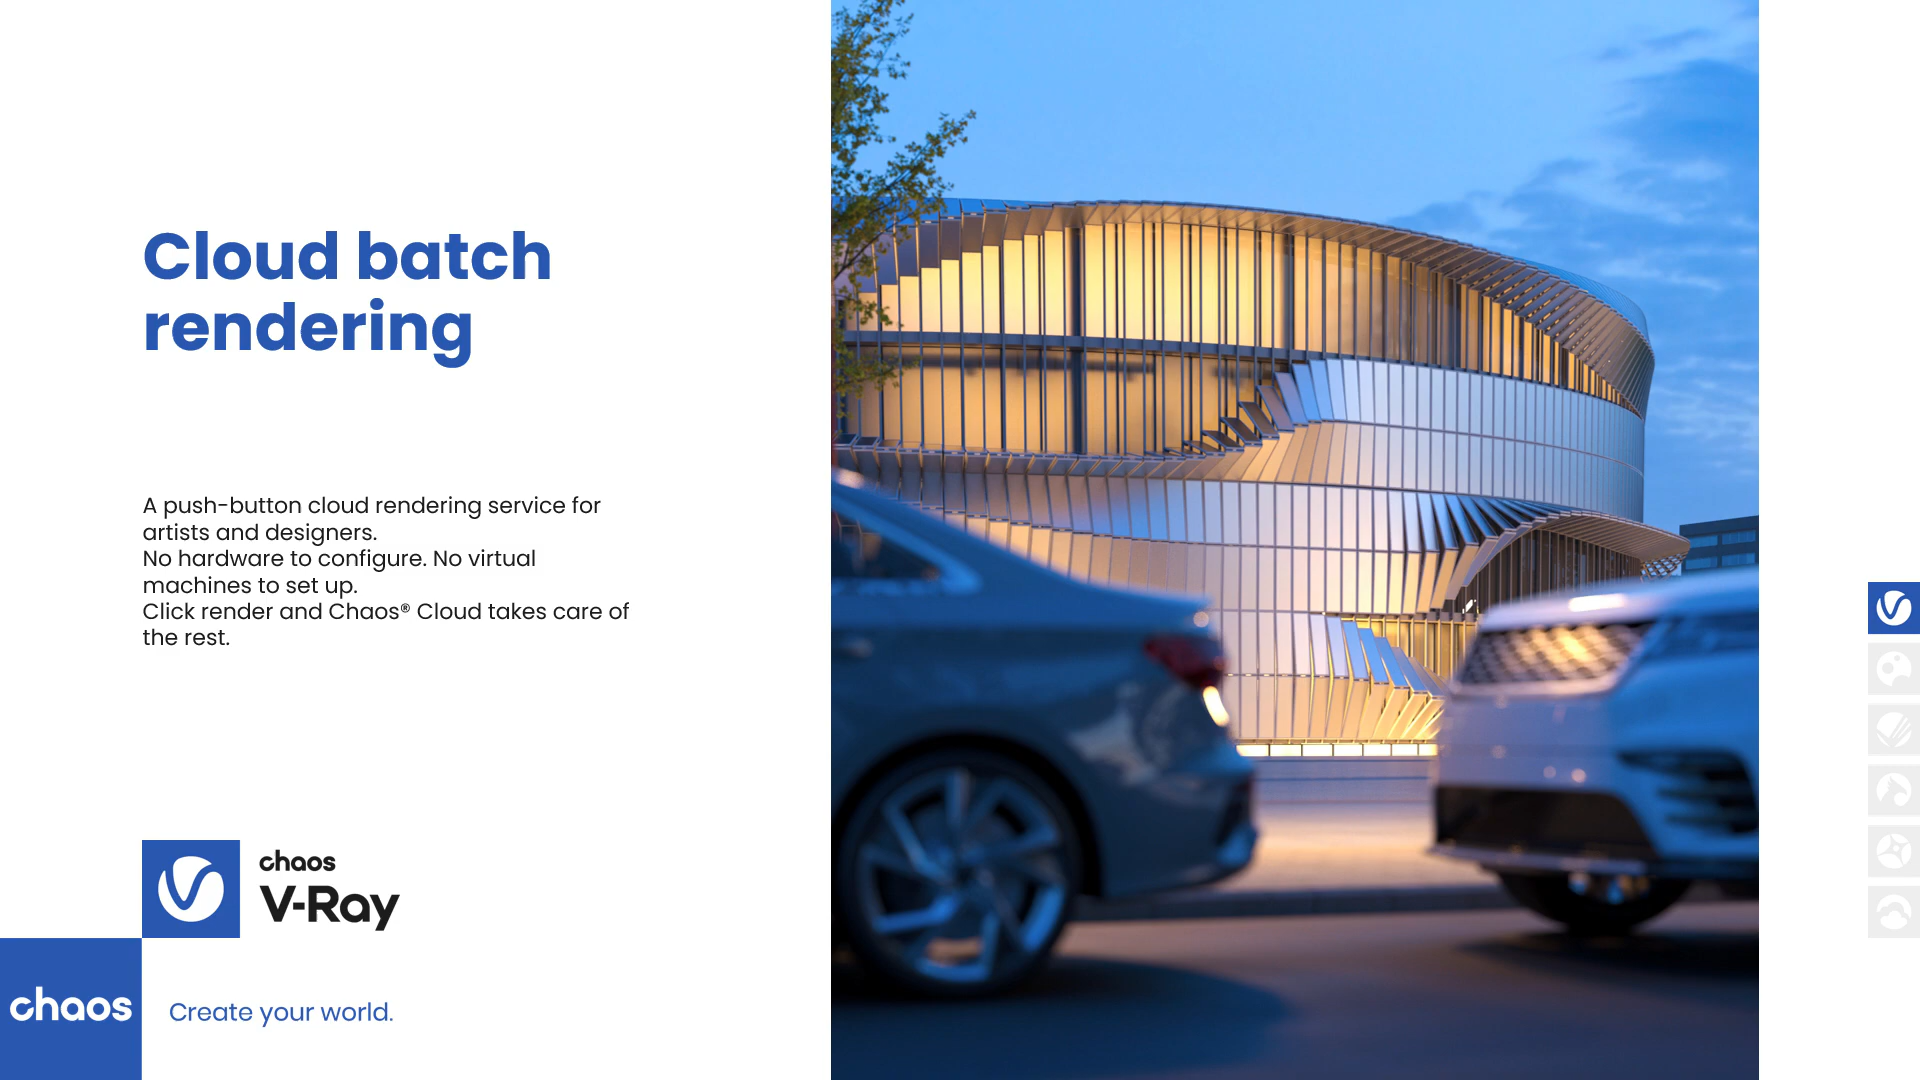 Cloud batch
rendering
A push-button cloud rendering service for
artists and designers.
No hardware to configure. No virtual
machines to set up.
Click render and Chaos® Cloud takes care of
the rest.
chaos
V-Ray
chaos
Create your world.